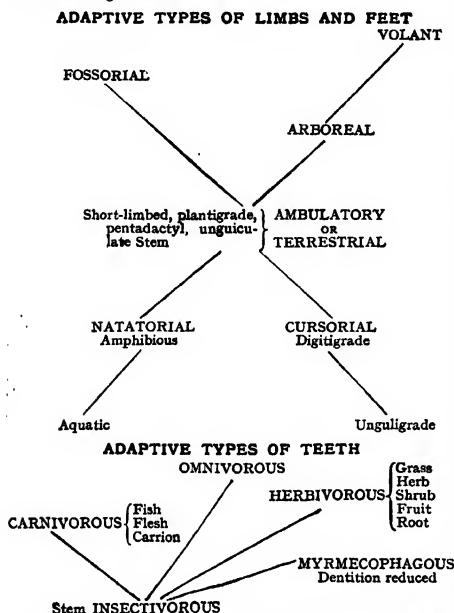 ADAPTIVE TYPES OF LIMBS AND FEET
VOLANT
FOSSORIAL
ARBOREAL
Short-limbed, plantigrade,
pentadactyl, unguicu-
late Stem
AMBULATORY
OR
TERRESTRIAL
NATATORIAL
Amphibious
CURSORIAL
Digitigrade
Aquatic
Unguligrade
ADAPTIVE TYPES OF TEETH
OMNIVOROUS
HERBIVOROUS
Grass
Herb
Shrub
Fruit
Root
CARNIVOROUS
Fish
Flesh
Carrion
MYRMECOPHAGOUS
Dentition reduced
Stem INSECTIVOROUS